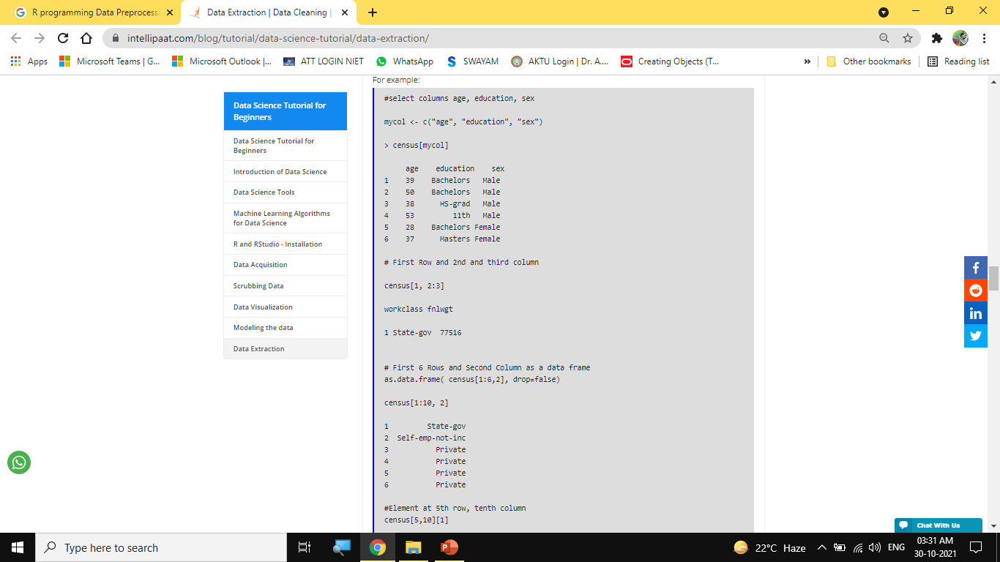 R programming Data Preprocess
Data Extraction | Data Cleaning |
intellipaat.com/blog/tutorial/data-science-tutorial/data-extraction/
Apps
Microsoft Teams | G...
Microsoft Outlook |...
ATT LOGIN NIET
WhatsApp
SWAYAM
AKTU Login | Dr. A....
Creating Objects (T...
»
Other bookmarks
Reading list
Data Science Tutorial for
Beginners
Data Science Tutorial for
Beginners
Introduction of Data Science
Data Science Tools
Machine Learning Algorithms
for Data Science
R and RStudio - Installation
Data Acquisition
Scrubbing Data
Data Visualization
Modeling the data
Data Extraction
For example:
#select columns age, education, sex
mycol <- c("age", "education", "sex")
> census[mycol]
age education sex
1 39 Bachelors Male
2 50 Bachelors Male
3 38 HS-grad Male
4 53 11th Male
5 28 Bachelors Female
6 37 Masters Female
# First Row and 2nd and third column
census[1, 2:3]
workclass fnlwgt
1 State-gov 77516
# First 6 Rows and Second Column as a data frame
as.data.frame( census[1:6,2], drop=false)
census[1:10, 2]
1 State-gov
2 Self-emp-not-inc
3 Private
4 Private
5 Private
6 Private
#Element at 5th row, tenth column
census[5,10][1]
f
in
Chat With Us
Type here to search
22°C Haze
ENG
03:31 AM
30-10-2021